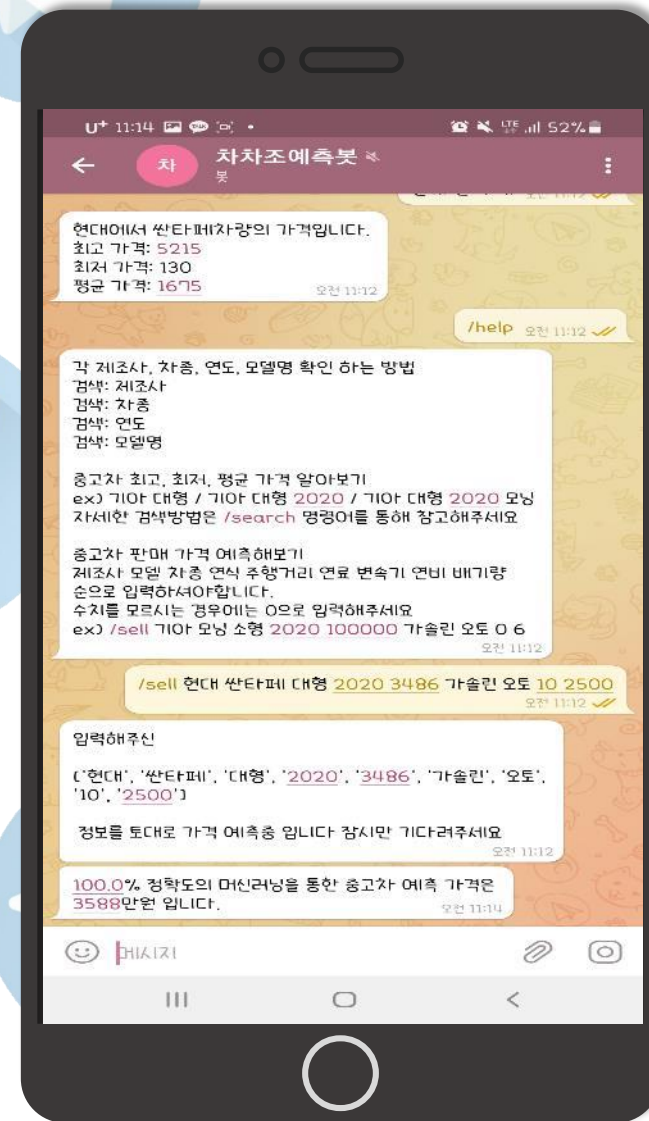 U+ 11:14
LTE 52%
차
차차조예측봇
봇
현대에서 싼타페차량의 가격입니다.
최고 가격: 5215
최저 가격: 130
평균 가격: 1675
오전 11:12
/help 오전 11:12
각 제조사, 차종, 연도, 모델명 확인 하는 방법
검색: 제조사
검색: 차종
검색: 연도
검색: 모델명
중고차 최고, 최저, 평균 가격 알아보기
ex) 기아 대형 / 기아 대형 2020 / 기아 대형 2020 모닝
자세한 검색방법은 /search 명령어를 통해 참고해주세요
중고차 판매 가격 예측해보기
제조사 모델 차종 연식 주행거리 연료 변속기 연비 배기량
순으로 입력하셔야합니다.
수치를 모르시는 경우에는 0으로 입력해주세요
ex) /sell 기아 모닝 소형 2020 100000 가솔린 오토 0 6
오전 11:12
/sell 현대 싼타페 대형 2020 3486 가솔린 오토 10 2500
오전 11:12
입력해주신
['현대', '싼타페', '대형', '2020', '3486', '가솔린', '오토',
'10', '2500']
정보를 토대로 가격 예측중 입니다 잠시만 기다려주세요
오전 11:12
100.0% 정확도의 머신러닝을 통한 중고차 예측 가격은
3588만원 입니다.
오전 11:14
메시지